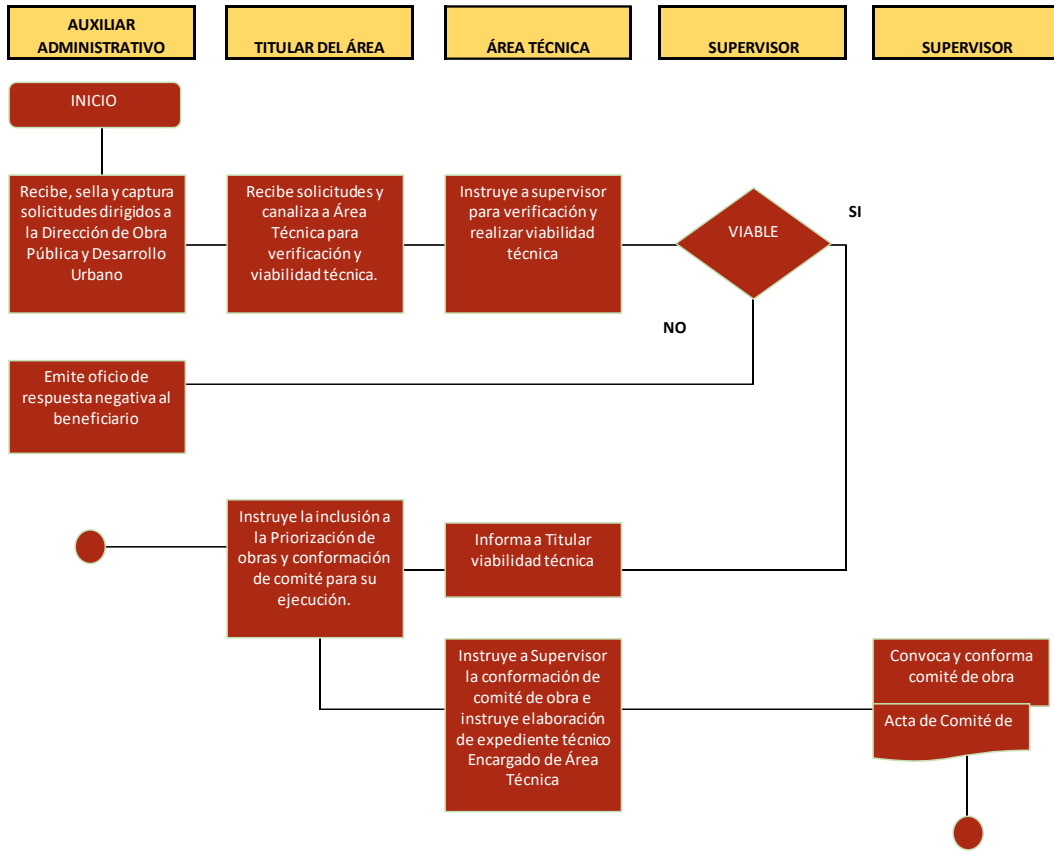 AUXILIAR
ADMINISTRATIVO
TITULAR DEL ÁREA
ÁREA TÉCNICA
SUPERVISOR
SUPERVISOR
INICIO
Recibe, sella y captura
solicitudes dirigidos a
la Dirección de Obra
Pública y Desarrollo
Urbano
Recibe solicitudes y
canaliza a Área
Técnica para
verificación y
viabilidad técnica.
Instruye a supervisor
para verificación y
realizar viabilidad
técnica
VIABLE
SI
NO
Emite oficio de
respuesta negativa al
beneficiario
Instruye la inclusión a
la Priorización de
obras y conformación
de comité para su
ejecución.
Informa a Titular
viabilidad técnica
Instruye a Supervisor
la conformación de
comité de obra e
instruye elaboración
de expediente técnico
Encargado de Área
Técnica
Convoca y conforma
comité de obra
Acta de Comité de